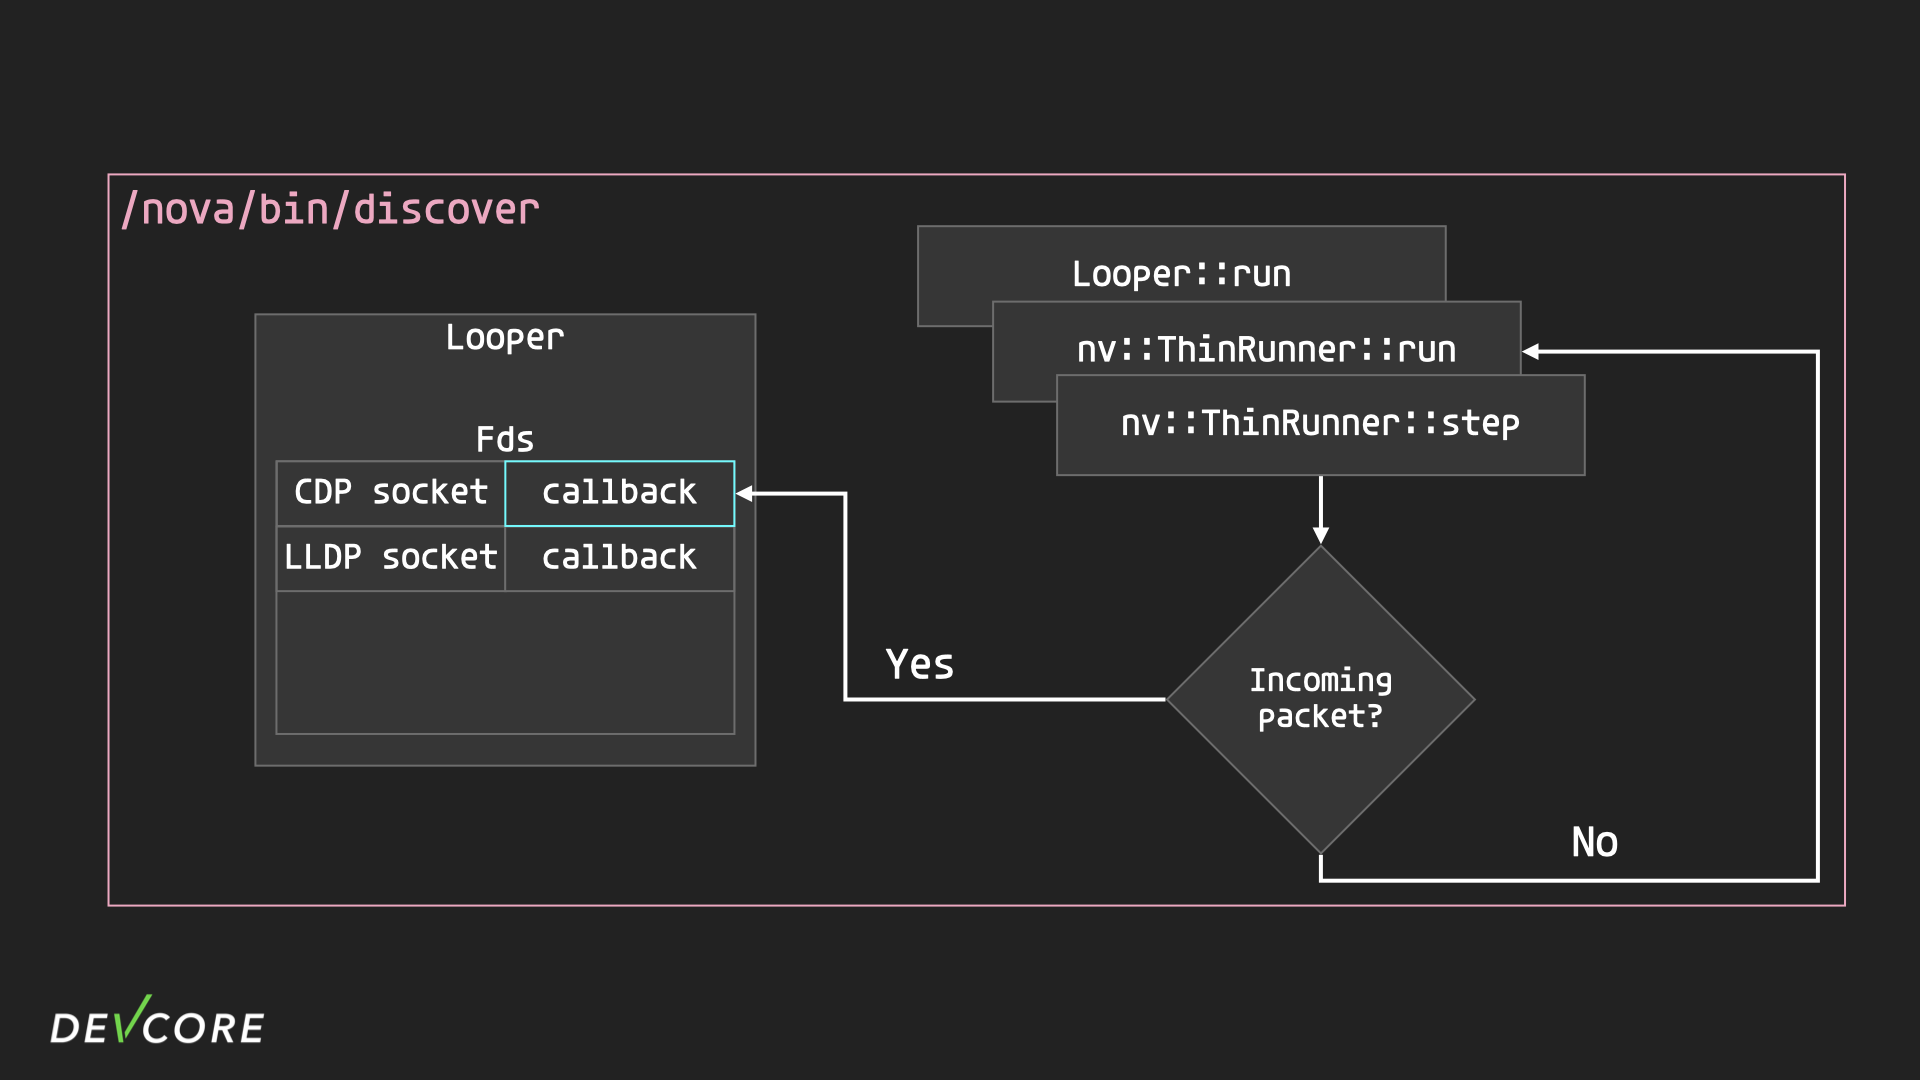 /nova/bin/discover
Looper
Fds
CDP socket callback
LLDP socket callback
Looper::run
nv::ThinRunner::run
nv::ThinRunner::step
Incoming
packet?
Yes
No
DEVCORE